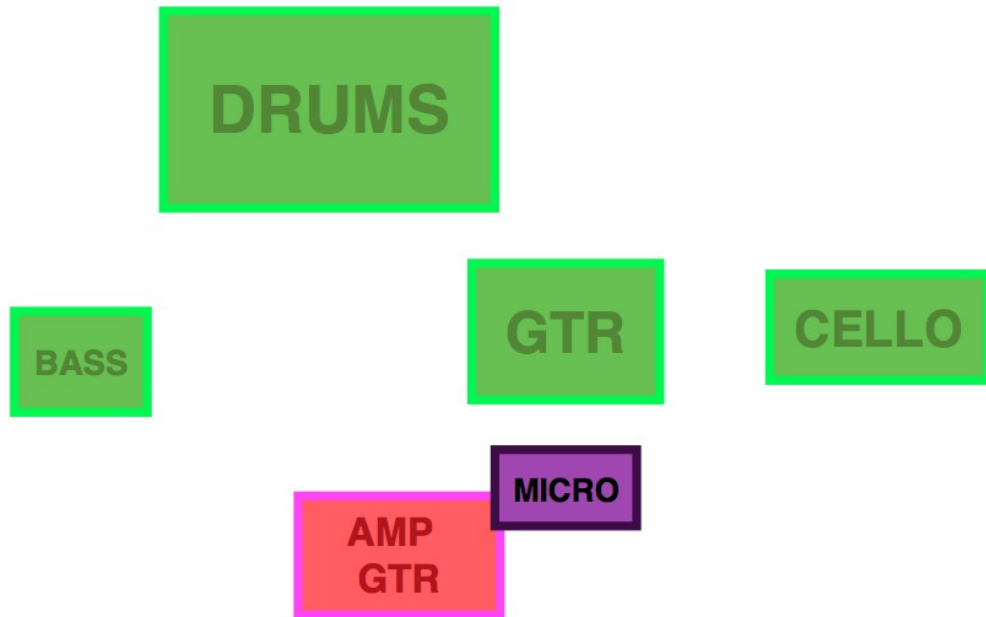 DRUMS
GTR
CELLO
BASS
MICRO
AMP
GTR